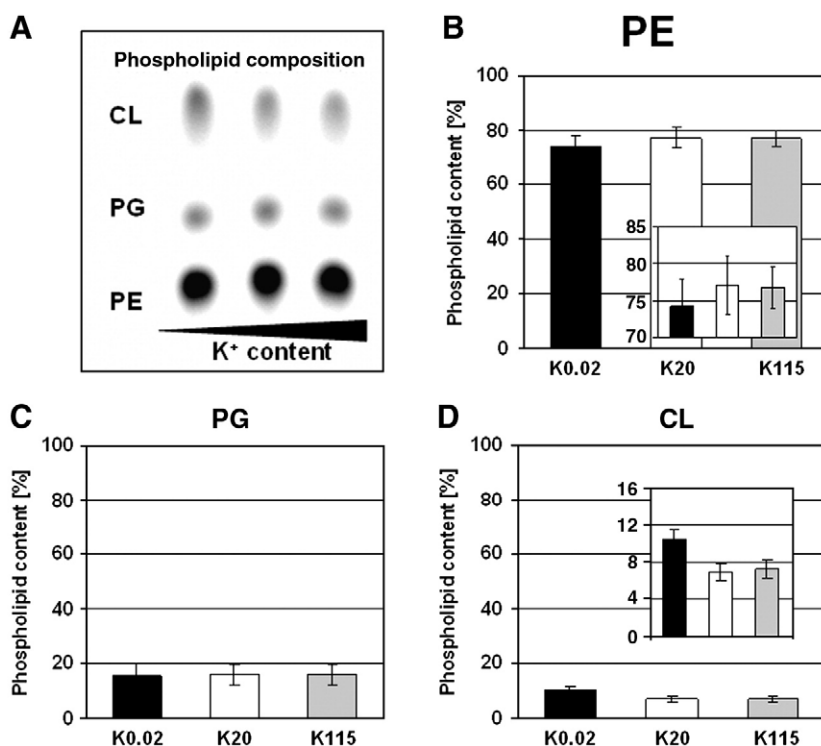 A
Phospholipid composition
CL
PG
PE
K⁺ content
B
PE
Phospholipid content [%]
100
80
60
40
20
0
85
80
75
70
K0.02 K20 K115
C
PG
Phospholipid content [%]
100
80
60
40
20
0
K0.02 K20 K115
D
CL
Phospholipid content [%]
100
80
60
40
20
0
16
12
8
4
0
K0.02 K20 K115